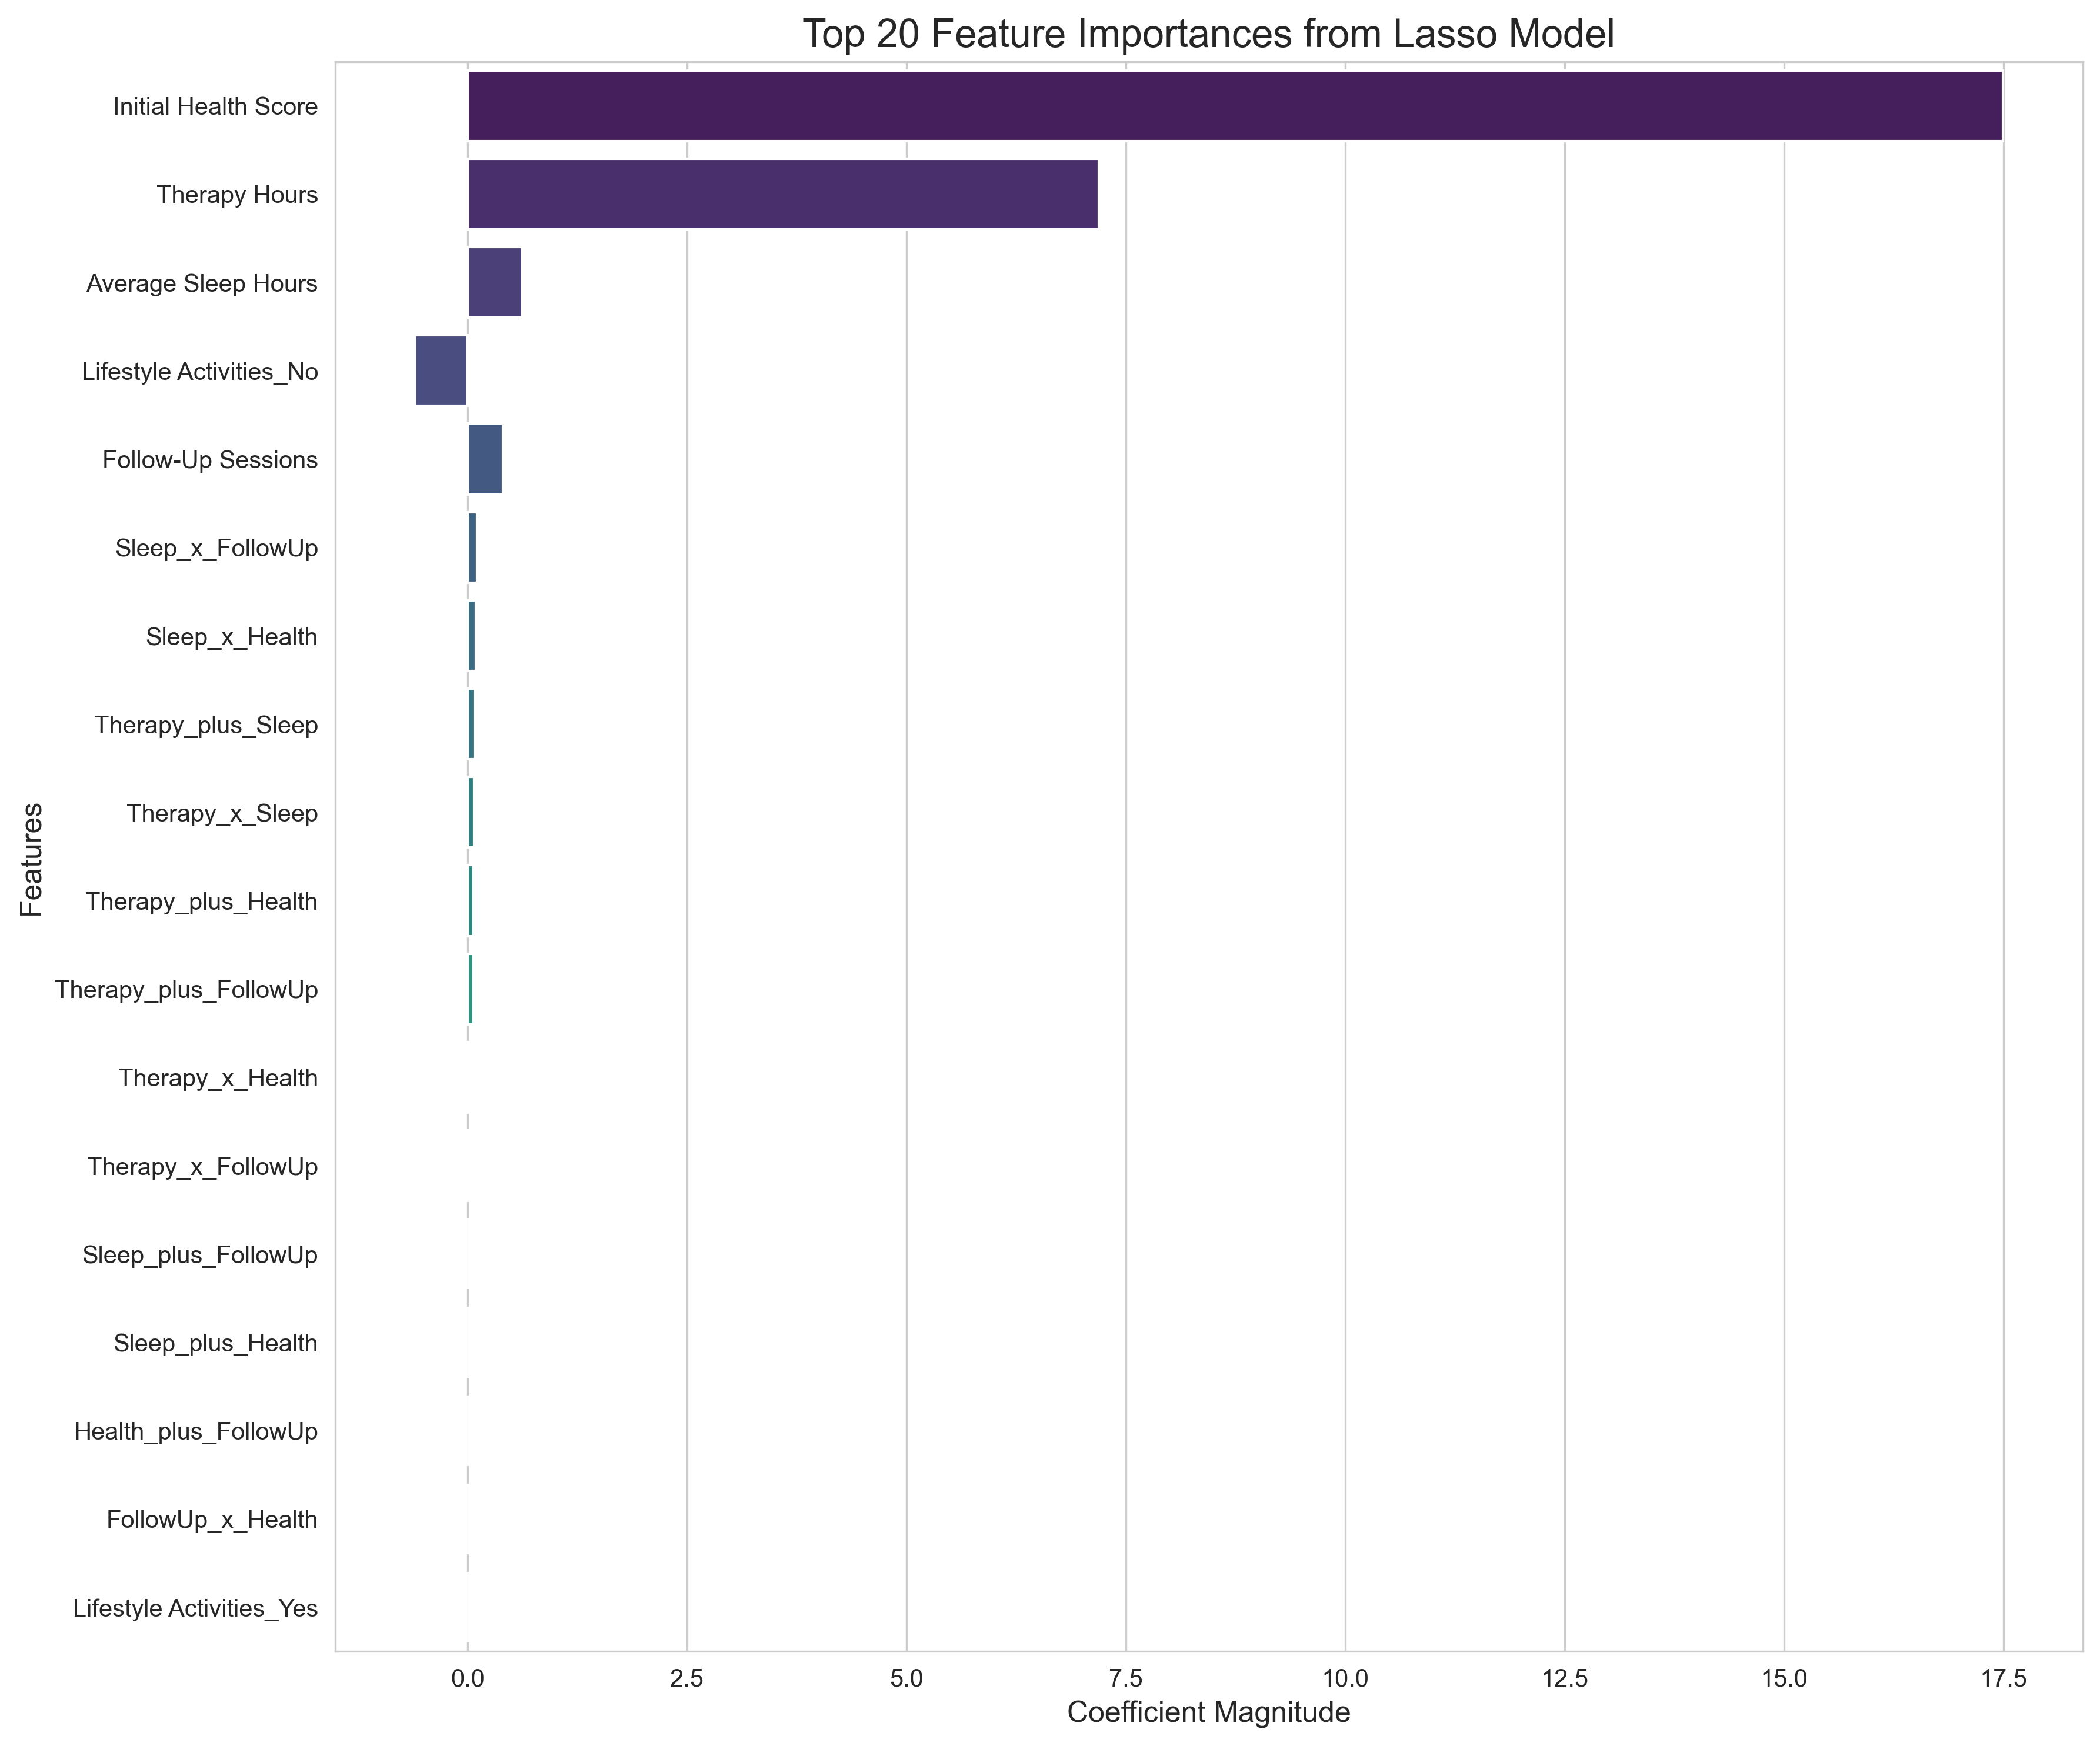 Top 20 Feature Importances from Lasso Model
Initial Health Score
Therapy Hours
Average Sleep Hours
Lifestyle Activities_No
Follow-Up Sessions
Sleep_x_FollowUp
Sleep_x_Health
Therapy_plus_Sleep
Therapy_x_Sleep
Therapy_plus_Health
Therapy_plus_FollowUp
Therapy_x_Health
Therapy_x_FollowUp
Sleep_plus_FollowUp
Sleep_plus_Health
Health_plus_FollowUp
FollowUp_x_Health
Lifestyle Activities_Yes
Features
0.0 2.5 5.0 7.5 10.0 12.5 15.0 17.5
Coefficient Magnitude